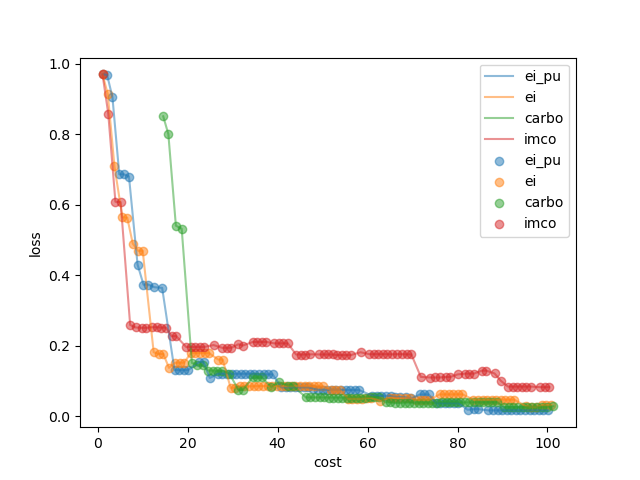 1.0
0.8
0.6
0.4
0.2
0.0
loss
0
20
40
60
80
100
cost
ei_pu
ei
carbo
imco
ei_pu
ei
carbo
imco